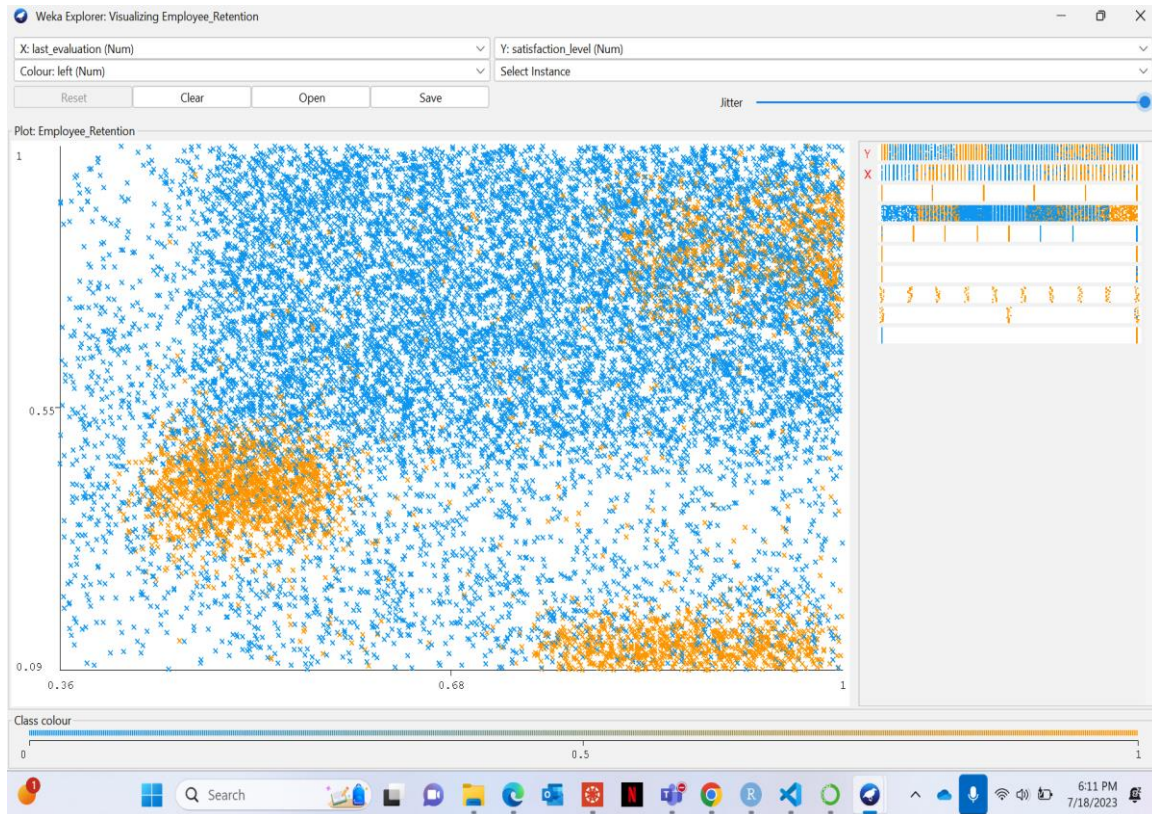 Weka Explorer: Visualizing Employee_Retention
X: last_evaluation (Num)
Y: satisfaction_level (Num)
Colour: left (Num)
Select Instance
Reset
Clear
Open
Save
Jitter
Plot: Employee_Retention
1
0.55
0.09
0.36
0.68
1
Y
X
Class colour
0
0.5
1
1
Search
N
R
6:11 PM
7/18/2023